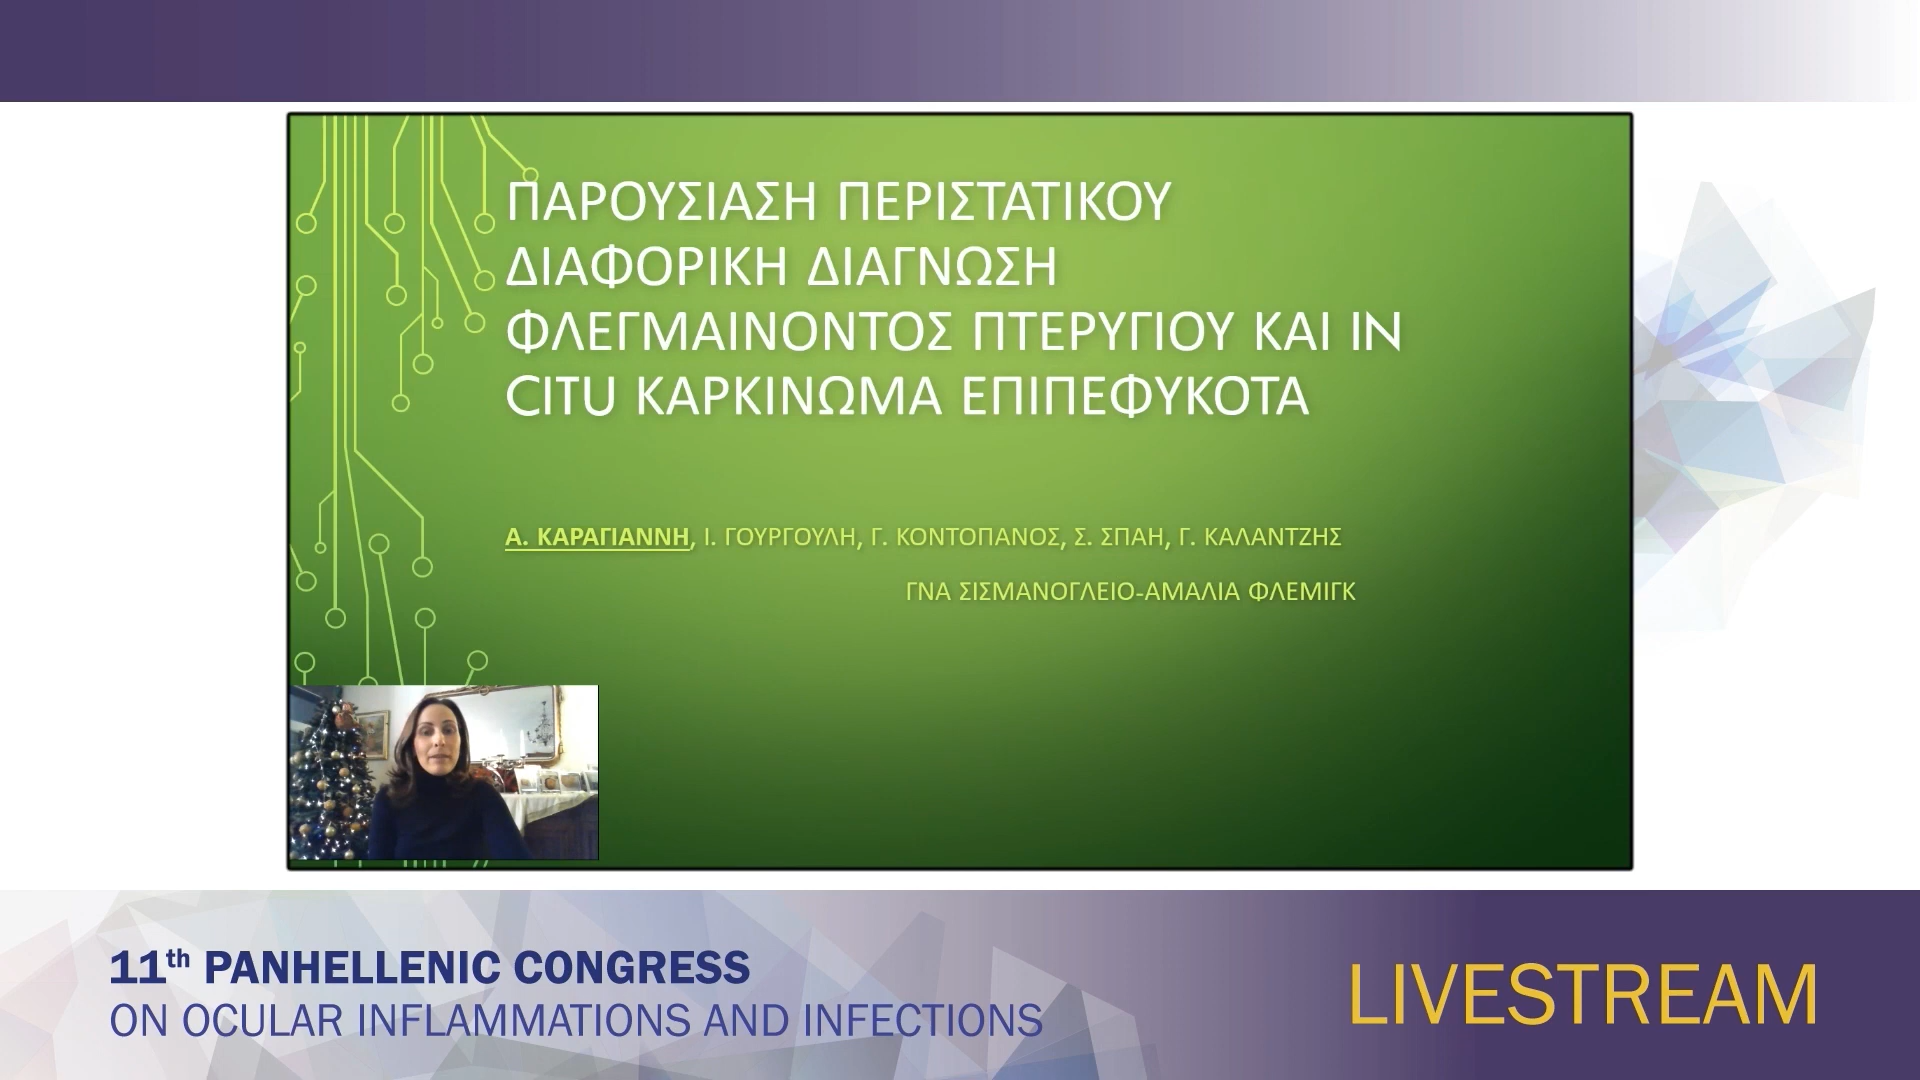 ΠΑΡΟΥΣΙΑΣΗ ΠΕΡΙΣΤΑΤΙΚΟΥ
ΔΙΑΦΟΡΙΚΗ ΔΙΑΓΝΩΣΗ
ΦΛΕΓΜΑΙΝΟΝΤΟΣ ΠΤΕΡΥΓΙΟΥ ΚΑΙ IN
CITU ΚΑΡΚΙΝΩΜΑ ΕΠΙΠΕΦΥΚΟΤΑ
Α. ΚΑΡΑΓΙΑΝΝΗ, Ι. ΓΟΥΡΓΟΥΛΗ, Γ. ΚΟΝΤΟΠΑΝΟΣ, Σ. ΣΠΑΗ, Γ. ΚΑΛΑΝΤΖΗΣ
ΓΝΑ ΣΙΣΜΑΝΟΓΛΕΙΟ-ΑΜΑΛΙΑ ΦΛΕΜΙΓΚ
11th PANHELLENIC CONGRESS
ON OCULAR INFLAMMATIONS AND INFECTIONS
LIVESTREAM